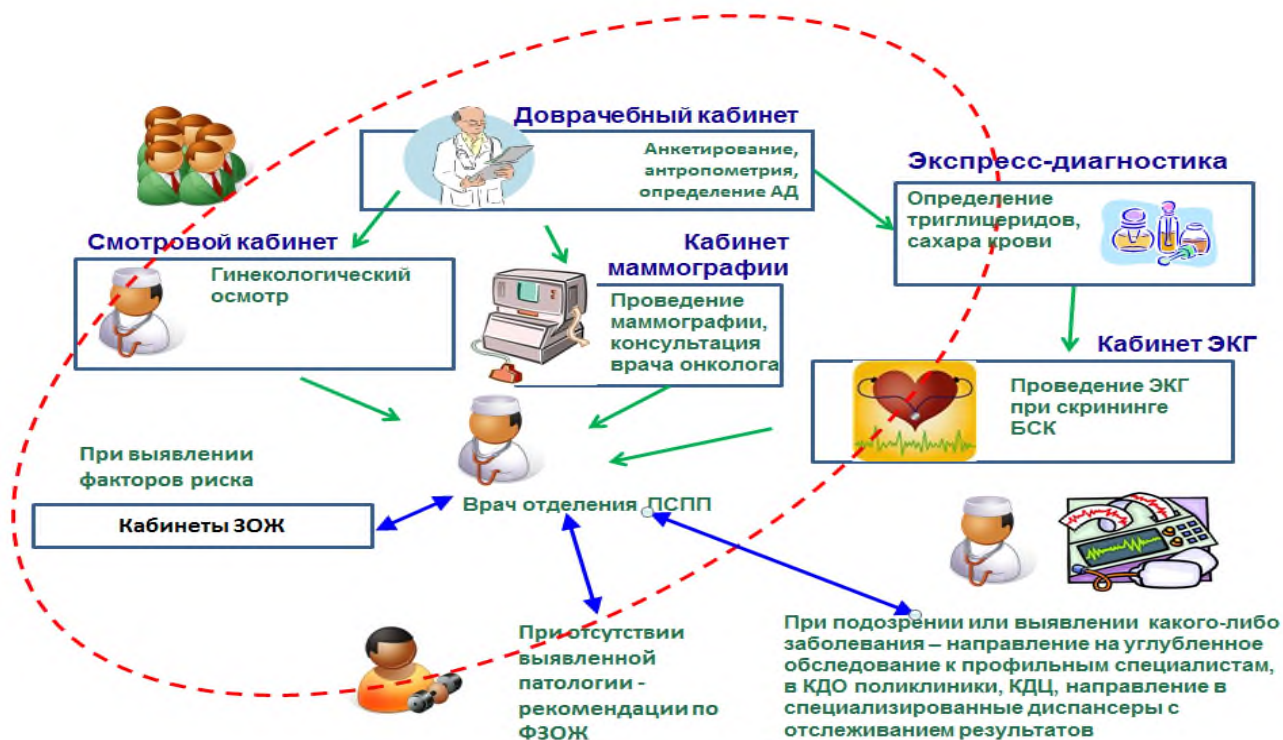 Доврачебный кабинет
Анкетирование,
антропометрия,
определение АД
Экспресс-диагностика
Определение
триглицеридов,
сахара крови
Смотровой кабинет
Гинекологический
осмотр
Кабинет
маммографии
Проведение
маммографии,
консультация
врача онколога
Кабинет ЭКГ
Проведение ЭКГ
при скрининге
БСК
При выявлении
факторов риска
Кабинеты ЗОЖ
Врач отделения ПСПП
При отсутствии
выявленной
патологии -
рекомендации по
ФЗОЖ
При подозрении или выявлении какого-либо
заболевания – направление на углубленное
обследование к профильным специалистам,
в КДО поликлиники, КДЦ, направление в
специализированные диспансеры с
отслеживанием результатов